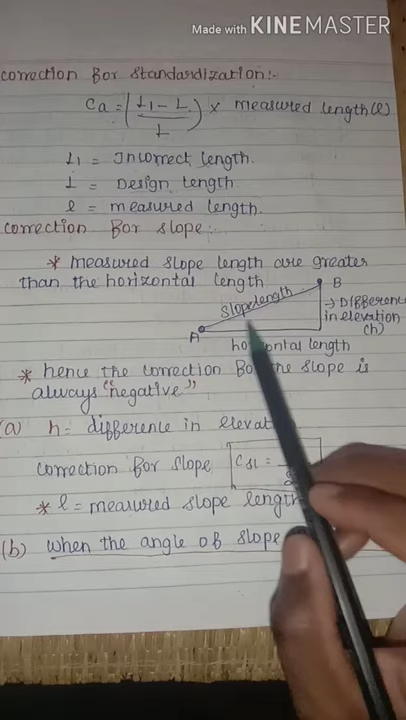 Made with KINEMASTER
correction For Standardization:-
Ca = (L1 - L / L) × measured length(l)
L1 = Incorrect length.
L = Design length
l = measured length.
correction For slope:
* measured slope length are greater
than the horizontal length
B
slope length
→ Difference
in elevation
(h)
A
length
* hence the correction For the slope is
always "negative"
(a) h = difference in
correction for slope Csl =
* l = measured slope length
(b) when the angle of slope